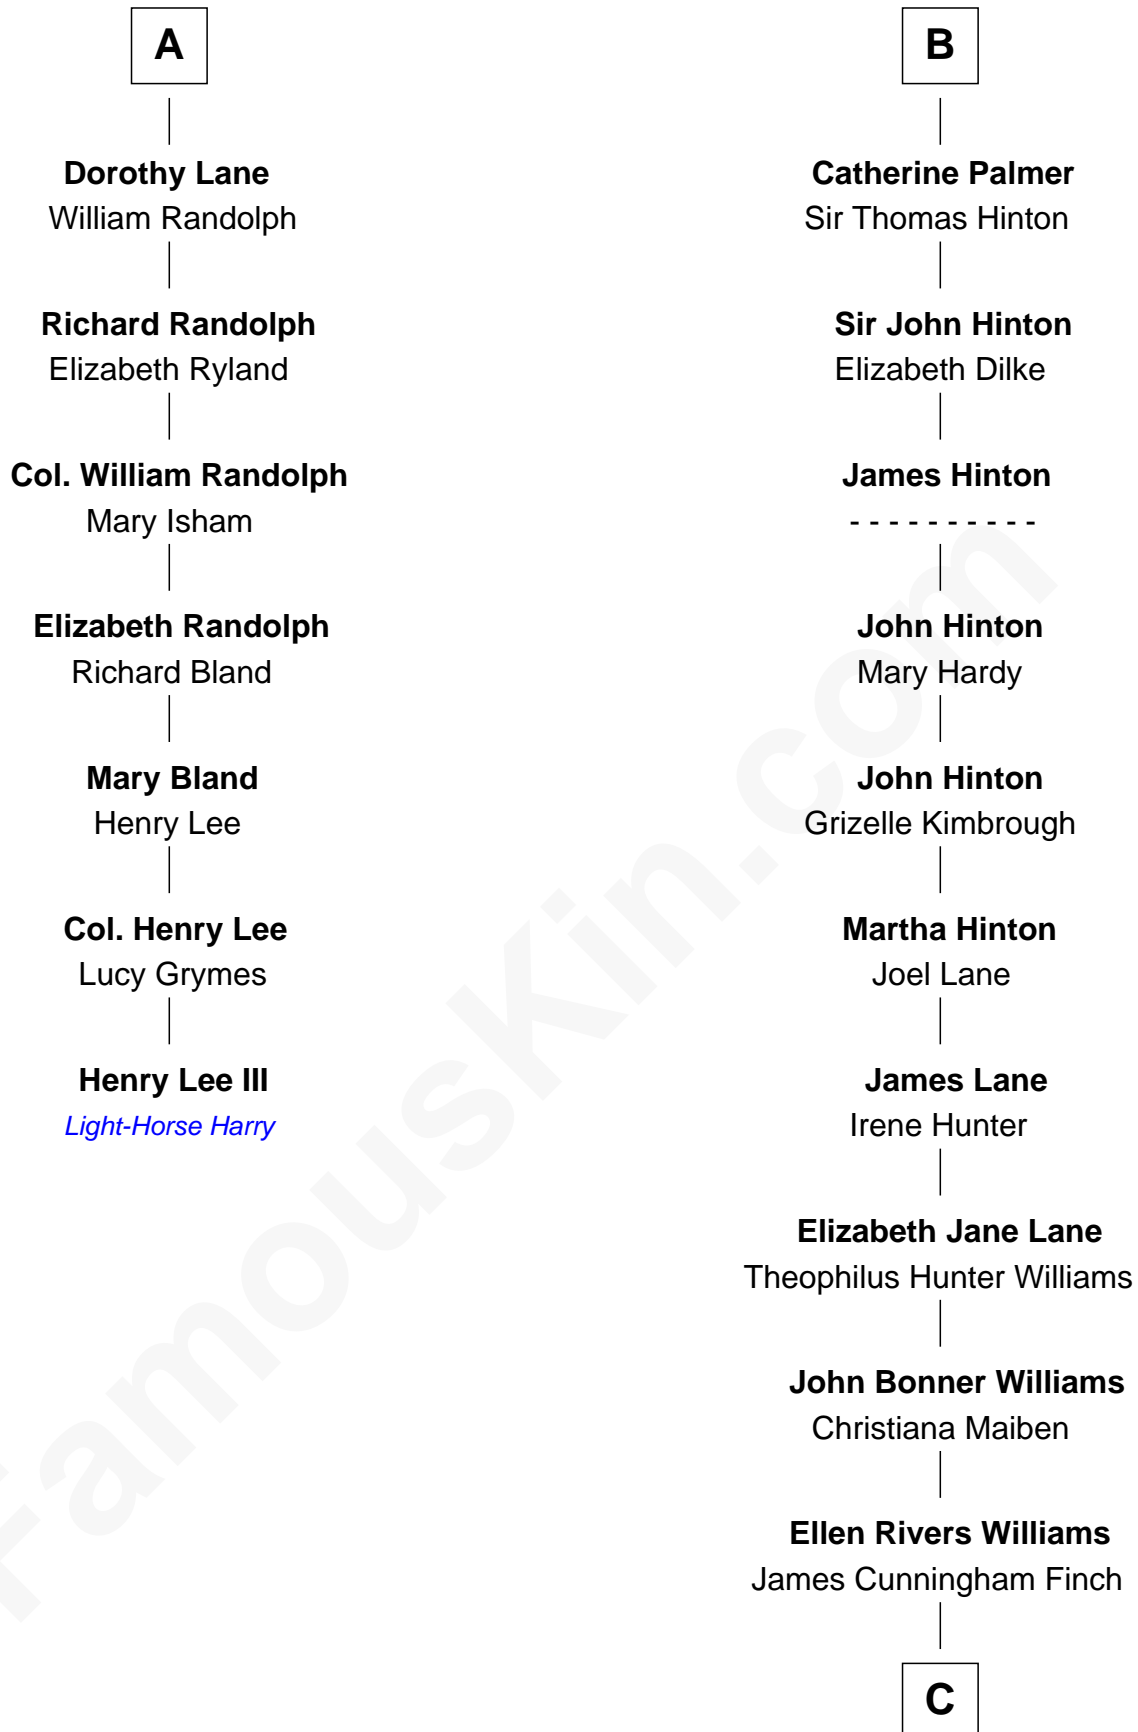 A
Dorothy Lane
William Randolph
Richard Randolph
Elizabeth Ryland
Col. William Randolph
Mary Isham
Elizabeth Randolph
Richard Bland
Mary Bland
Henry Lee
Col. Henry Lee
Lucy Grymes
Henry Lee III
Light-Horse Harry
B
Catherine Palmer
Sir Thomas Hinton
Sir John Hinton
Elizabeth Dilke
James Hinton
- - - - - - - - - -
John Hinton
Mary Hardy
John Hinton
Grizelle Kimbrough
Martha Hinton
Joel Lane
James Lane
Irene Hunter
Elizabeth Jane Lane
Theophilus Hunter Williams
John Bonner Williams
Christiana Maiben
Ellen Rivers Williams
James Cunningham Finch
C
FamousKin.com